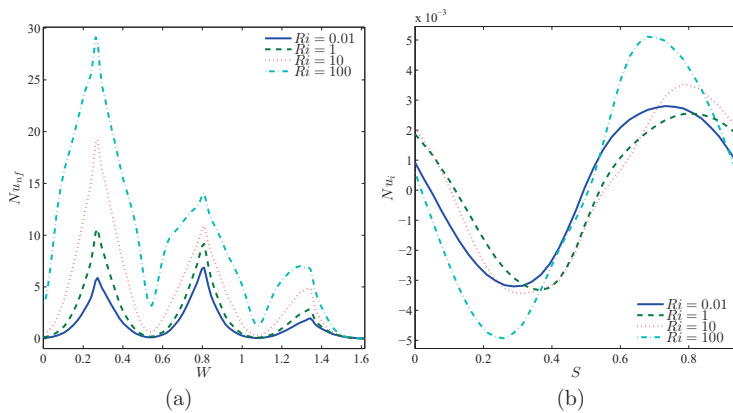 30
25
20
15
10
5
0
Nu_nf
0
0.2
0.4
0.6
0.8
1
1.2
1.4
1.6
W
Ri = 0.01
Ri = 1
Ri = 10
Ri = 100
(a)
x 10^−3
5
4
3
2
1
0
−1
−2
−3
−4
−5
Nu_i
0
0.2
0.4
0.6
0.8
S
Ri = 0.01
Ri = 1
Ri = 10
Ri = 100
(b)